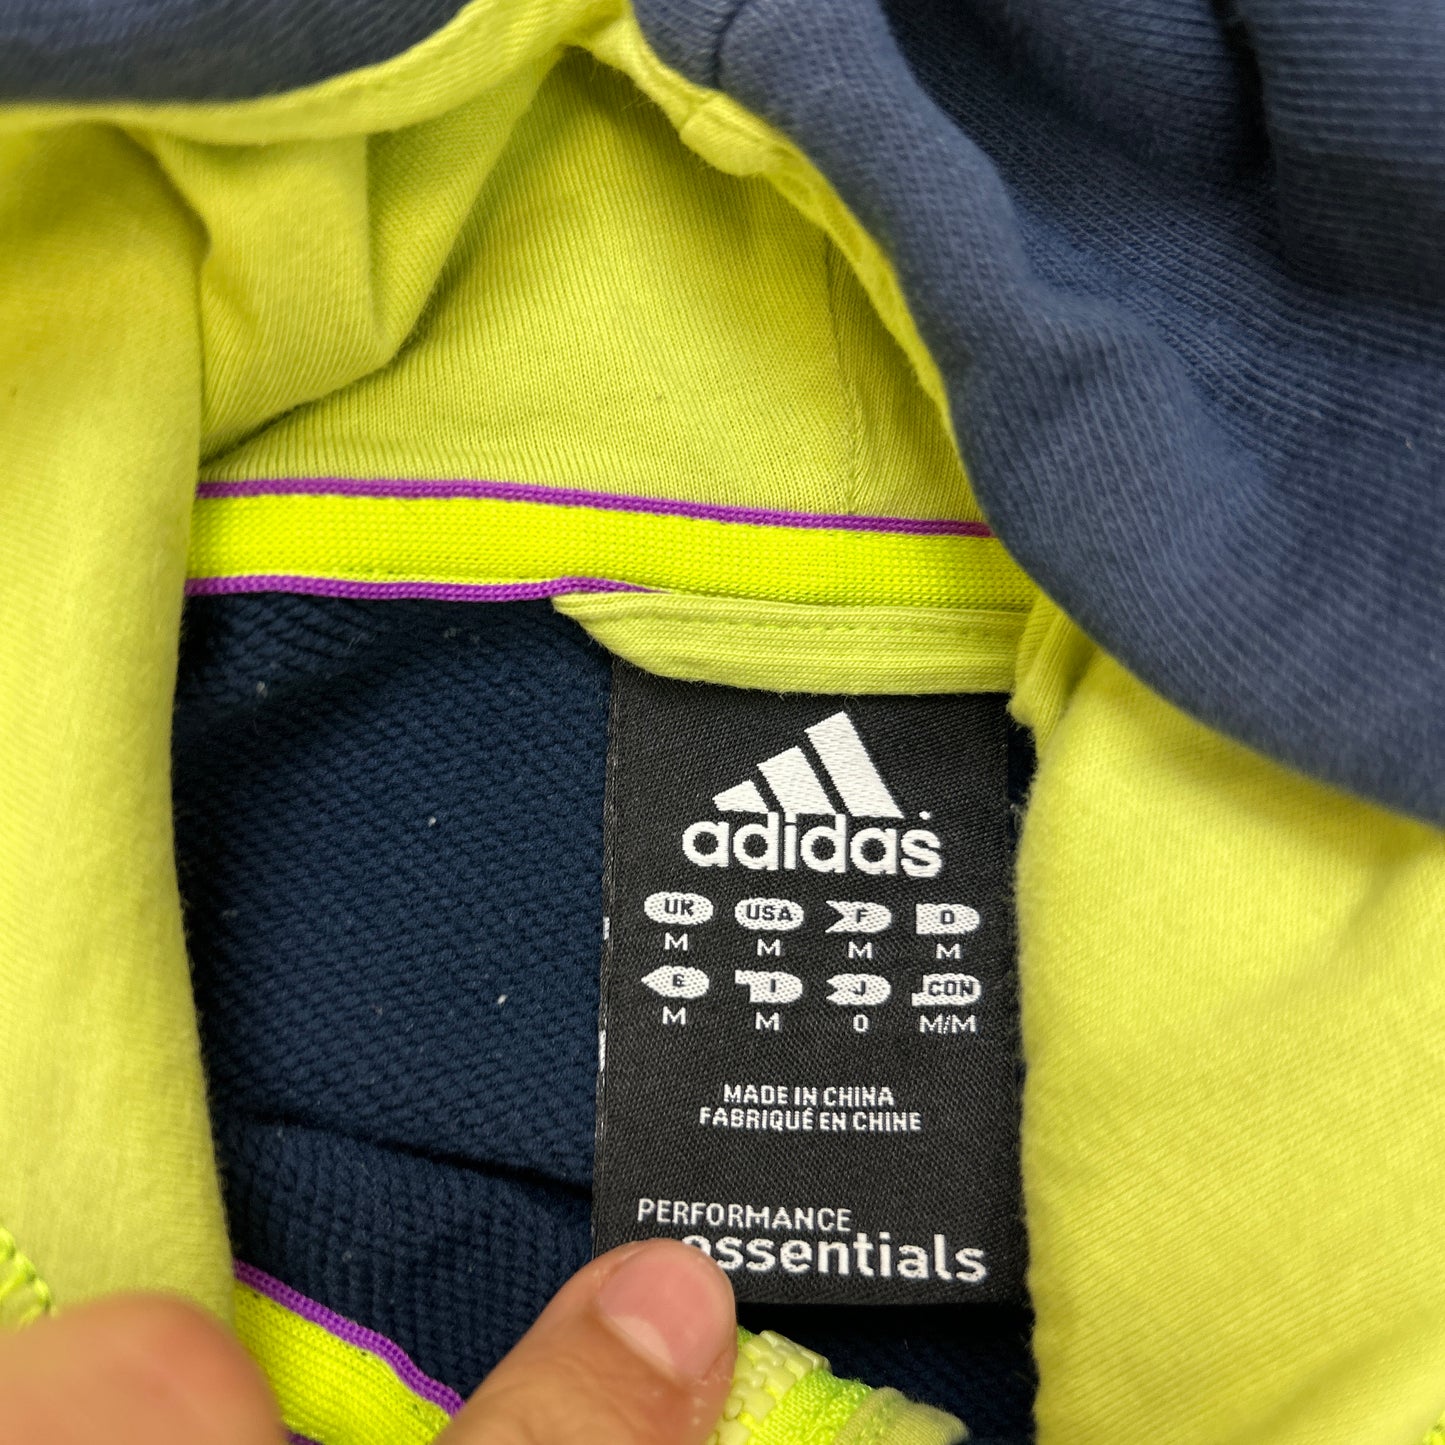 adidas
UK USA F D
M M M M
E I J CON
M M O M/M
MADE IN CHINA
FABRIQUÉ EN CHINE
PERFORMANCE
essentials